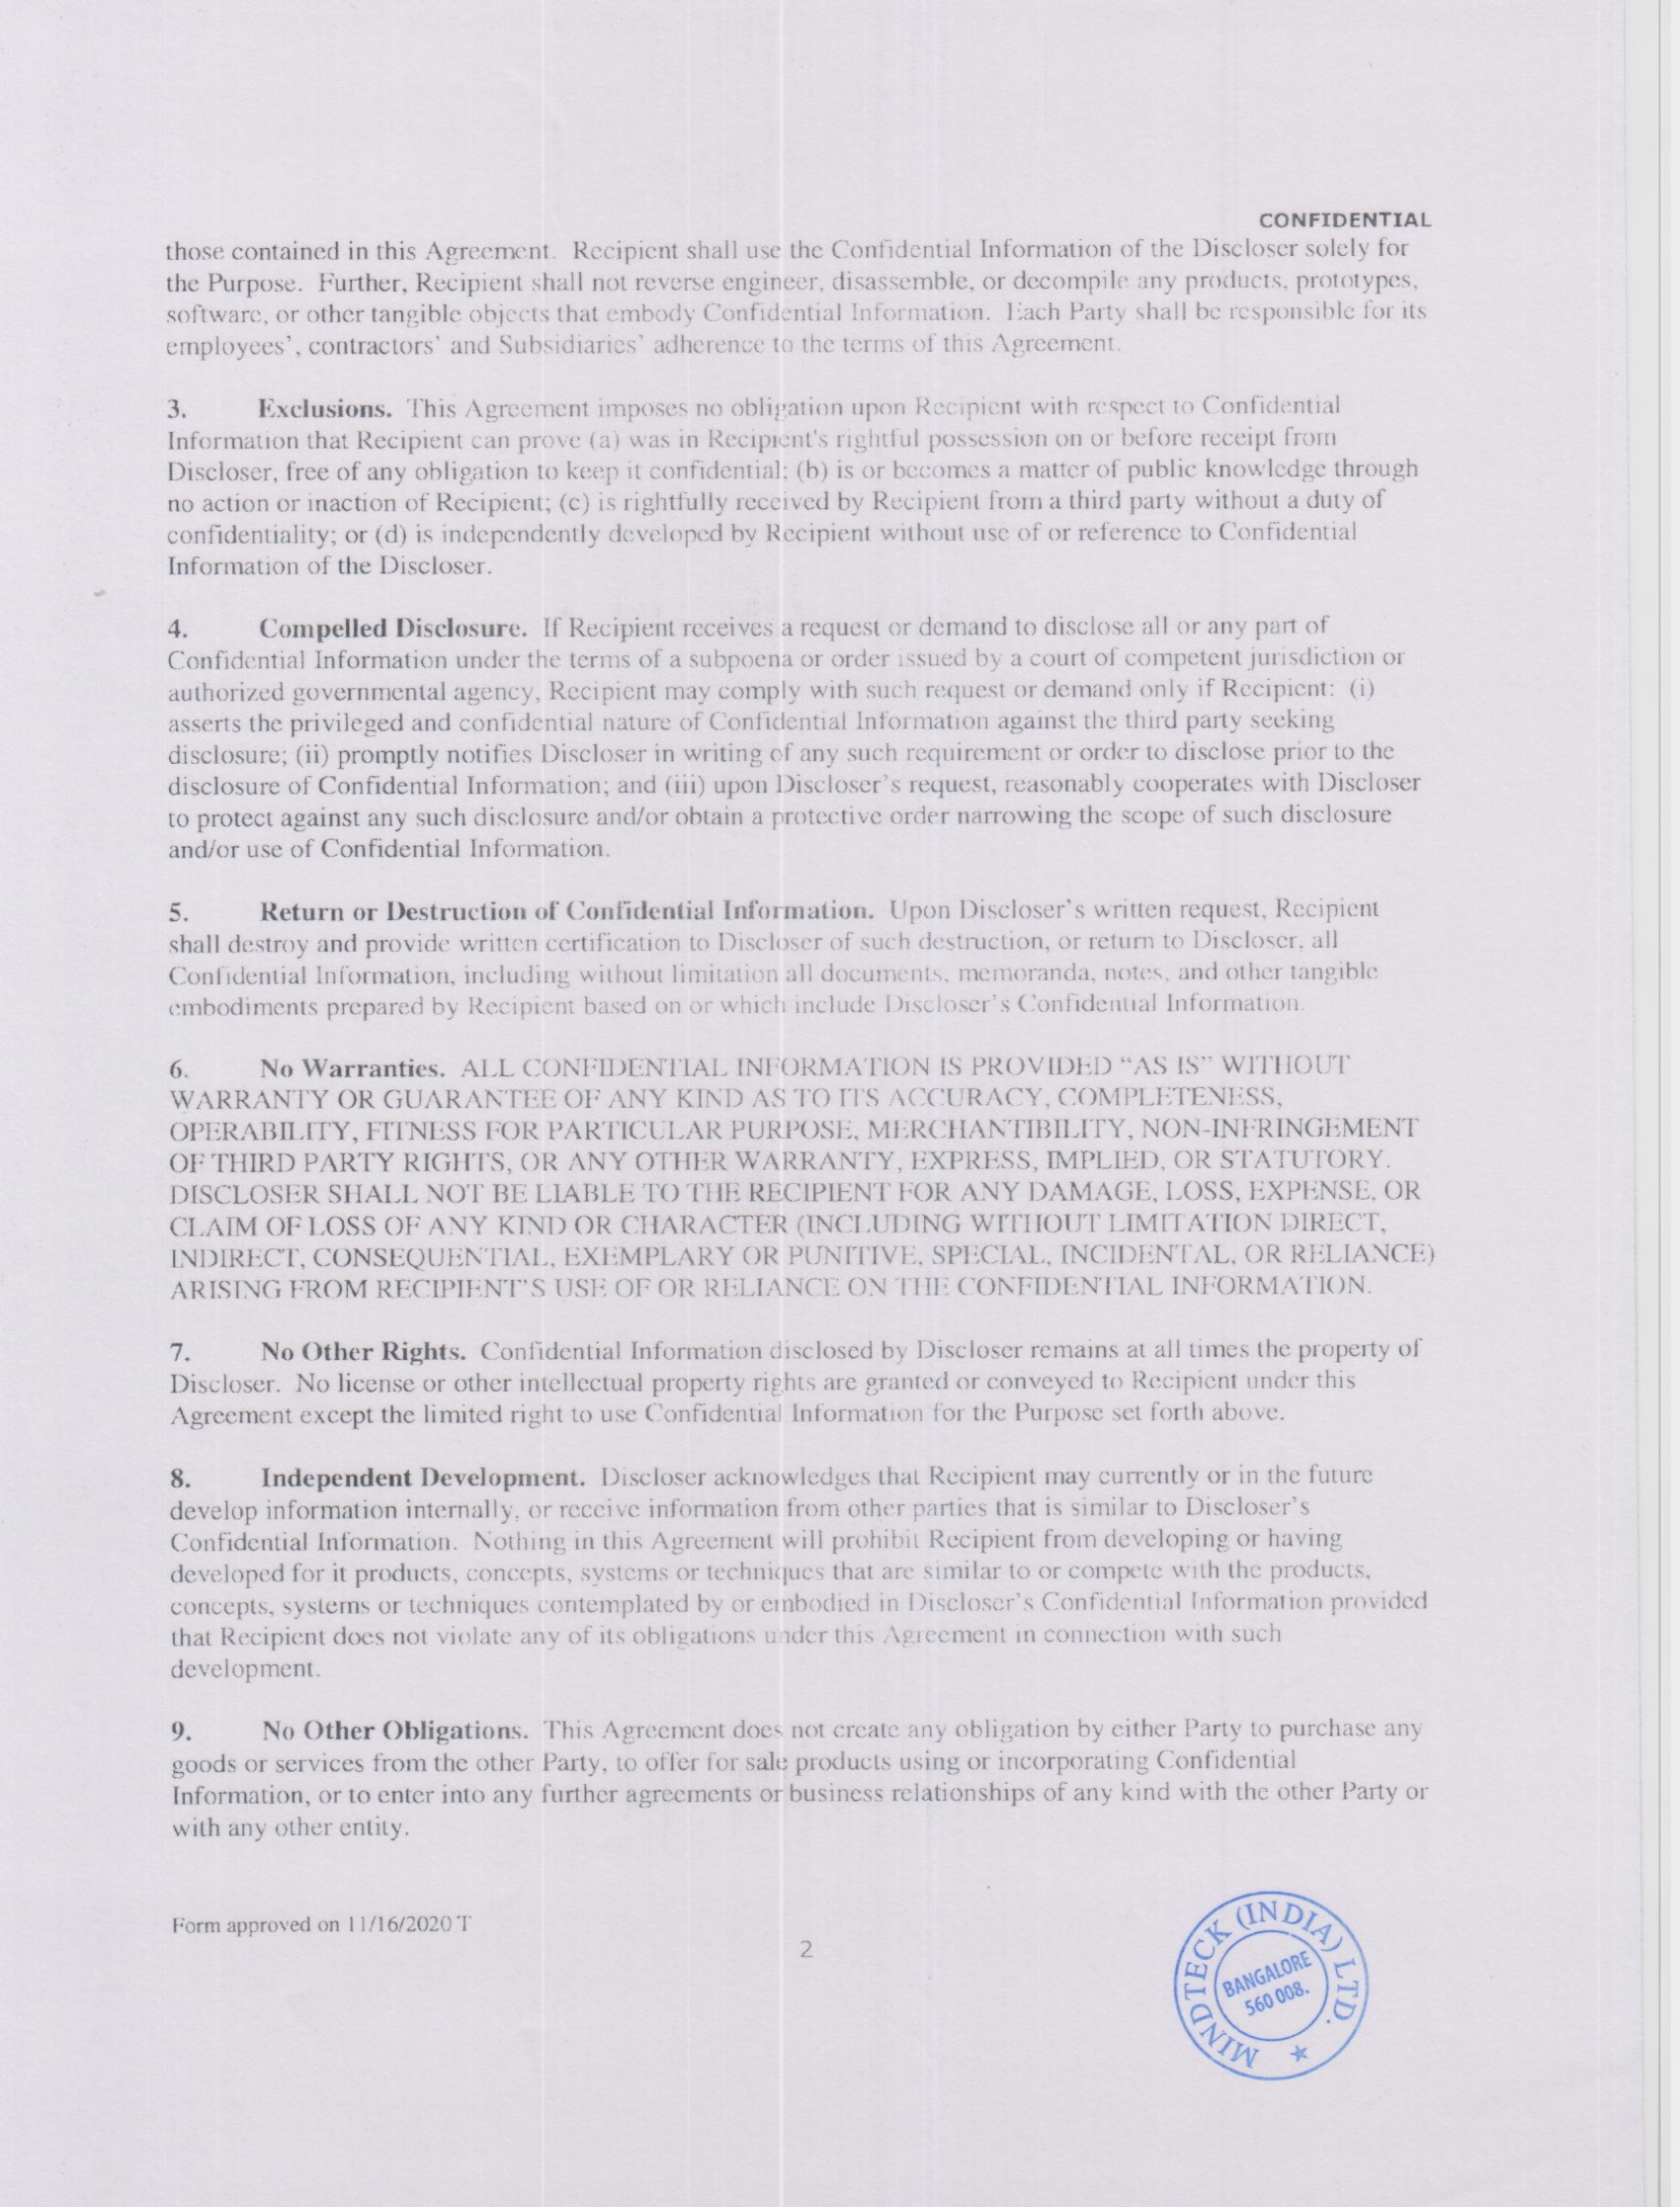 CONFIDENTIAL
those contained in this Agreement. Recipient shall use the Confidential Information of the Discloser solely for
the Purpose. Further, Recipient shall not reverse engineer, disassemble, or decompile any products, prototypes,
software, or other tangible objects that embody Confidential Information. Each Party shall be responsible for its
employees’, contractors’ and Subsidiaries’ adherence to the terms of this Agreement.
3. Exclusions. This Agreement imposes no obligation upon Recipient with respect to Confidential
Information that Recipient can prove (a) was in Recipient's rightful possession on or before receipt from
Discloser, free of any obligation to keep it confidential; (b) is or becomes a matter of public knowledge through
no action or inaction of Recipient; (c) is rightfully received by Recipient from a third party without a duty of
confidentiality; or (d) is independently developed by Recipient without use of or reference to Confidential
Information of the Discloser.
4. Compelled Disclosure. If Recipient receives a request or demand to disclose all or any part of
Confidential Information under the terms of a subpoena or order issued by a court of competent jurisdiction or
authorized governmental agency, Recipient may comply with such request or demand only if Recipient: (i)
asserts the privileged and confidential nature of Confidential Information against the third party seeking
disclosure; (ii) promptly notifies Discloser in writing of any such requirement or order to disclose prior to the
disclosure of Confidential Information; and (iii) upon Discloser’s request, reasonably cooperates with Discloser
to protect against any such disclosure and/or obtain a protective order narrowing the scope of such disclosure
and/or use of Confidential Information.
5. Return or Destruction of Confidential Information. Upon Discloser’s written request, Recipient
shall destroy and provide written certification to Discloser of such destruction, or return to Discloser, all
Confidential Information, including without limitation all documents, memoranda, notes, and other tangible
embodiments prepared by Recipient based on or which include Discloser’s Confidential Information.
6. No Warranties. ALL CONFIDENTIAL INFORMATION IS PROVIDED “AS IS” WITHOUT
WARRANTY OR GUARANTEE OF ANY KIND AS TO ITS ACCURACY, COMPLETENESS,
OPERABILITY, FITNESS FOR PARTICULAR PURPOSE, MERCHANTIBILITY, NON-INFRINGEMENT
OF THIRD PARTY RIGHTS, OR ANY OTHER WARRANTY, EXPRESS, IMPLIED, OR STATUTORY.
DISCLOSER SHALL NOT BE LIABLE TO THE RECIPIENT FOR ANY DAMAGE, LOSS, EXPENSE, OR
CLAIM OF LOSS OF ANY KIND OR CHARACTER (INCLUDING WITHOUT LIMITATION DIRECT,
INDIRECT, CONSEQUENTIAL, EXEMPLARY OR PUNITIVE, SPECIAL, INCIDENTAL, OR RELIANCE)
ARISING FROM RECIPIENT’S USE OF OR RELIANCE ON THE CONFIDENTIAL INFORMATION.
7. No Other Rights. Confidential Information disclosed by Discloser remains at all times the property of
Discloser. No license or other intellectual property rights are granted or conveyed to Recipient under this
Agreement except the limited right to use Confidential Information for the Purpose set forth above.
8. Independent Development. Discloser acknowledges that Recipient may currently or in the future
develop information internally, or receive information from other parties that is similar to Discloser’s
Confidential Information. Nothing in this Agreement will prohibit Recipient from developing or having
developed for it products, concepts, systems or techniques that are similar to or compete with the products,
concepts, systems or techniques contemplated by or embodied in Discloser’s Confidential Information provided
that Recipient does not violate any of its obligations under this Agreement in connection with such
development.
9. No Other Obligations. This Agreement does not create any obligation by either Party to purchase any
goods or services from the other Party, to offer for sale products using or incorporating Confidential
Information, or to enter into any further agreements or business relationships of any kind with the other Party or
with any other entity.
Form approved on 11/16/2020 T
2
MINDTECK (INDIA) LTD.
BANGALORE
560 008.